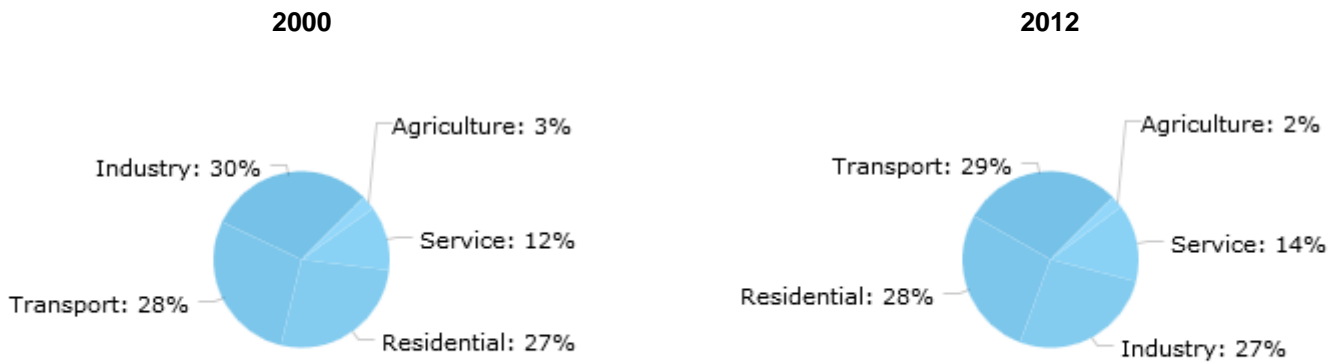 2000
Agriculture: 3%
Industry: 30%
Service: 12%
Transport: 28%
Residential: 27%
2012
Agriculture: 2%
Transport: 29%
Service: 14%
Residential: 28%
Industry: 27%